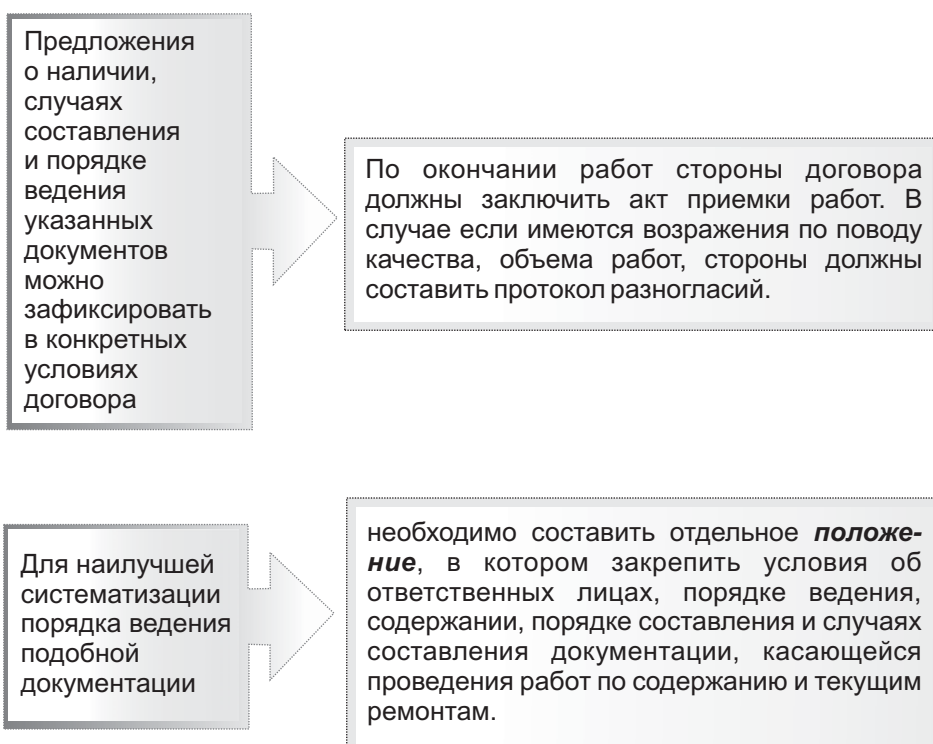 Предложения
о наличии,
случаях
составления
и порядке
ведения
указанных
документов
можно
зафиксировать
в конкретных
условиях
договора
По окончании работ стороны договора
должны заключить акт приемки работ. В
случае если имеются возражения по поводу
качества, объема работ, стороны должны
составить протокол разногласий.
Для наилучшей
систематизации
порядка ведения
подобной
документации
необходимо составить отдельное положе-
ние, в котором закрепить условия об
ответственных лицах, порядке ведения,
содержании, порядке составления и случаях
составления документации, касающейся
проведения работ по содержанию и текущим
ремонтам.